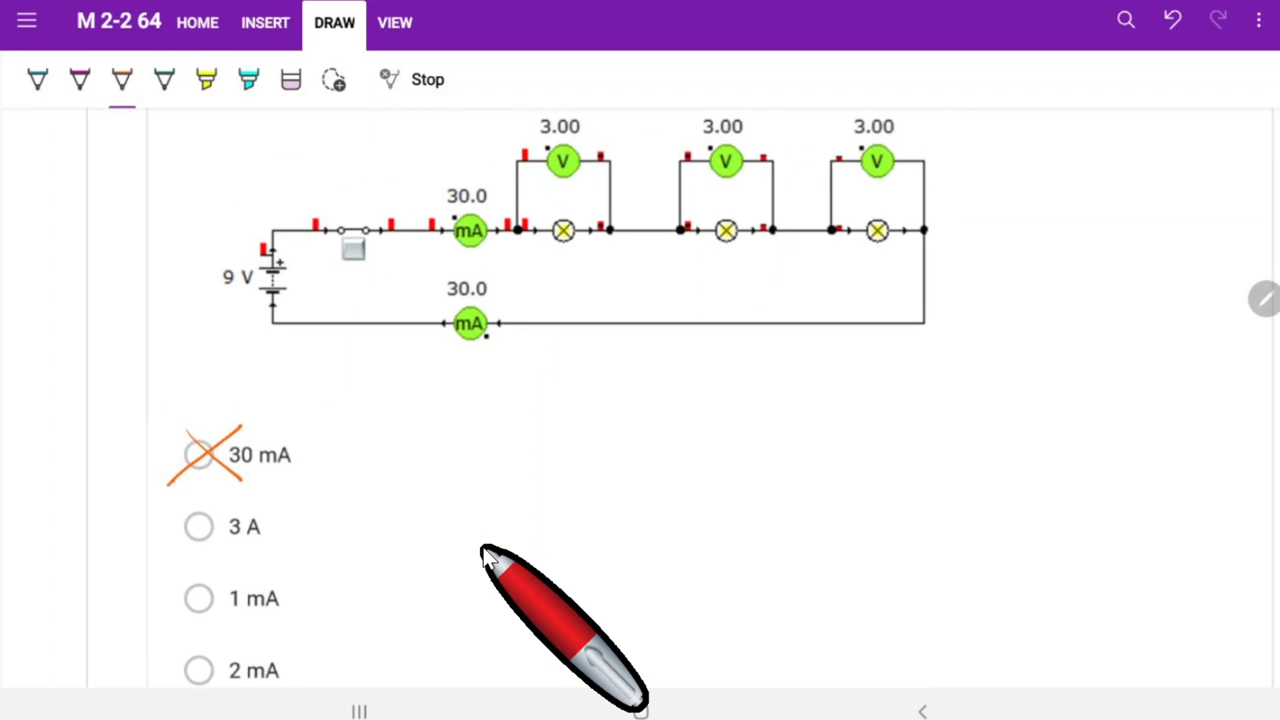 M 2-2 64 HOME INSERT DRAW VIEW
Stop
3.00 3.00 3.00
V V V
30.0
mA
9 V
30.0
mA
30 mA
3 A
1 mA
2 mA